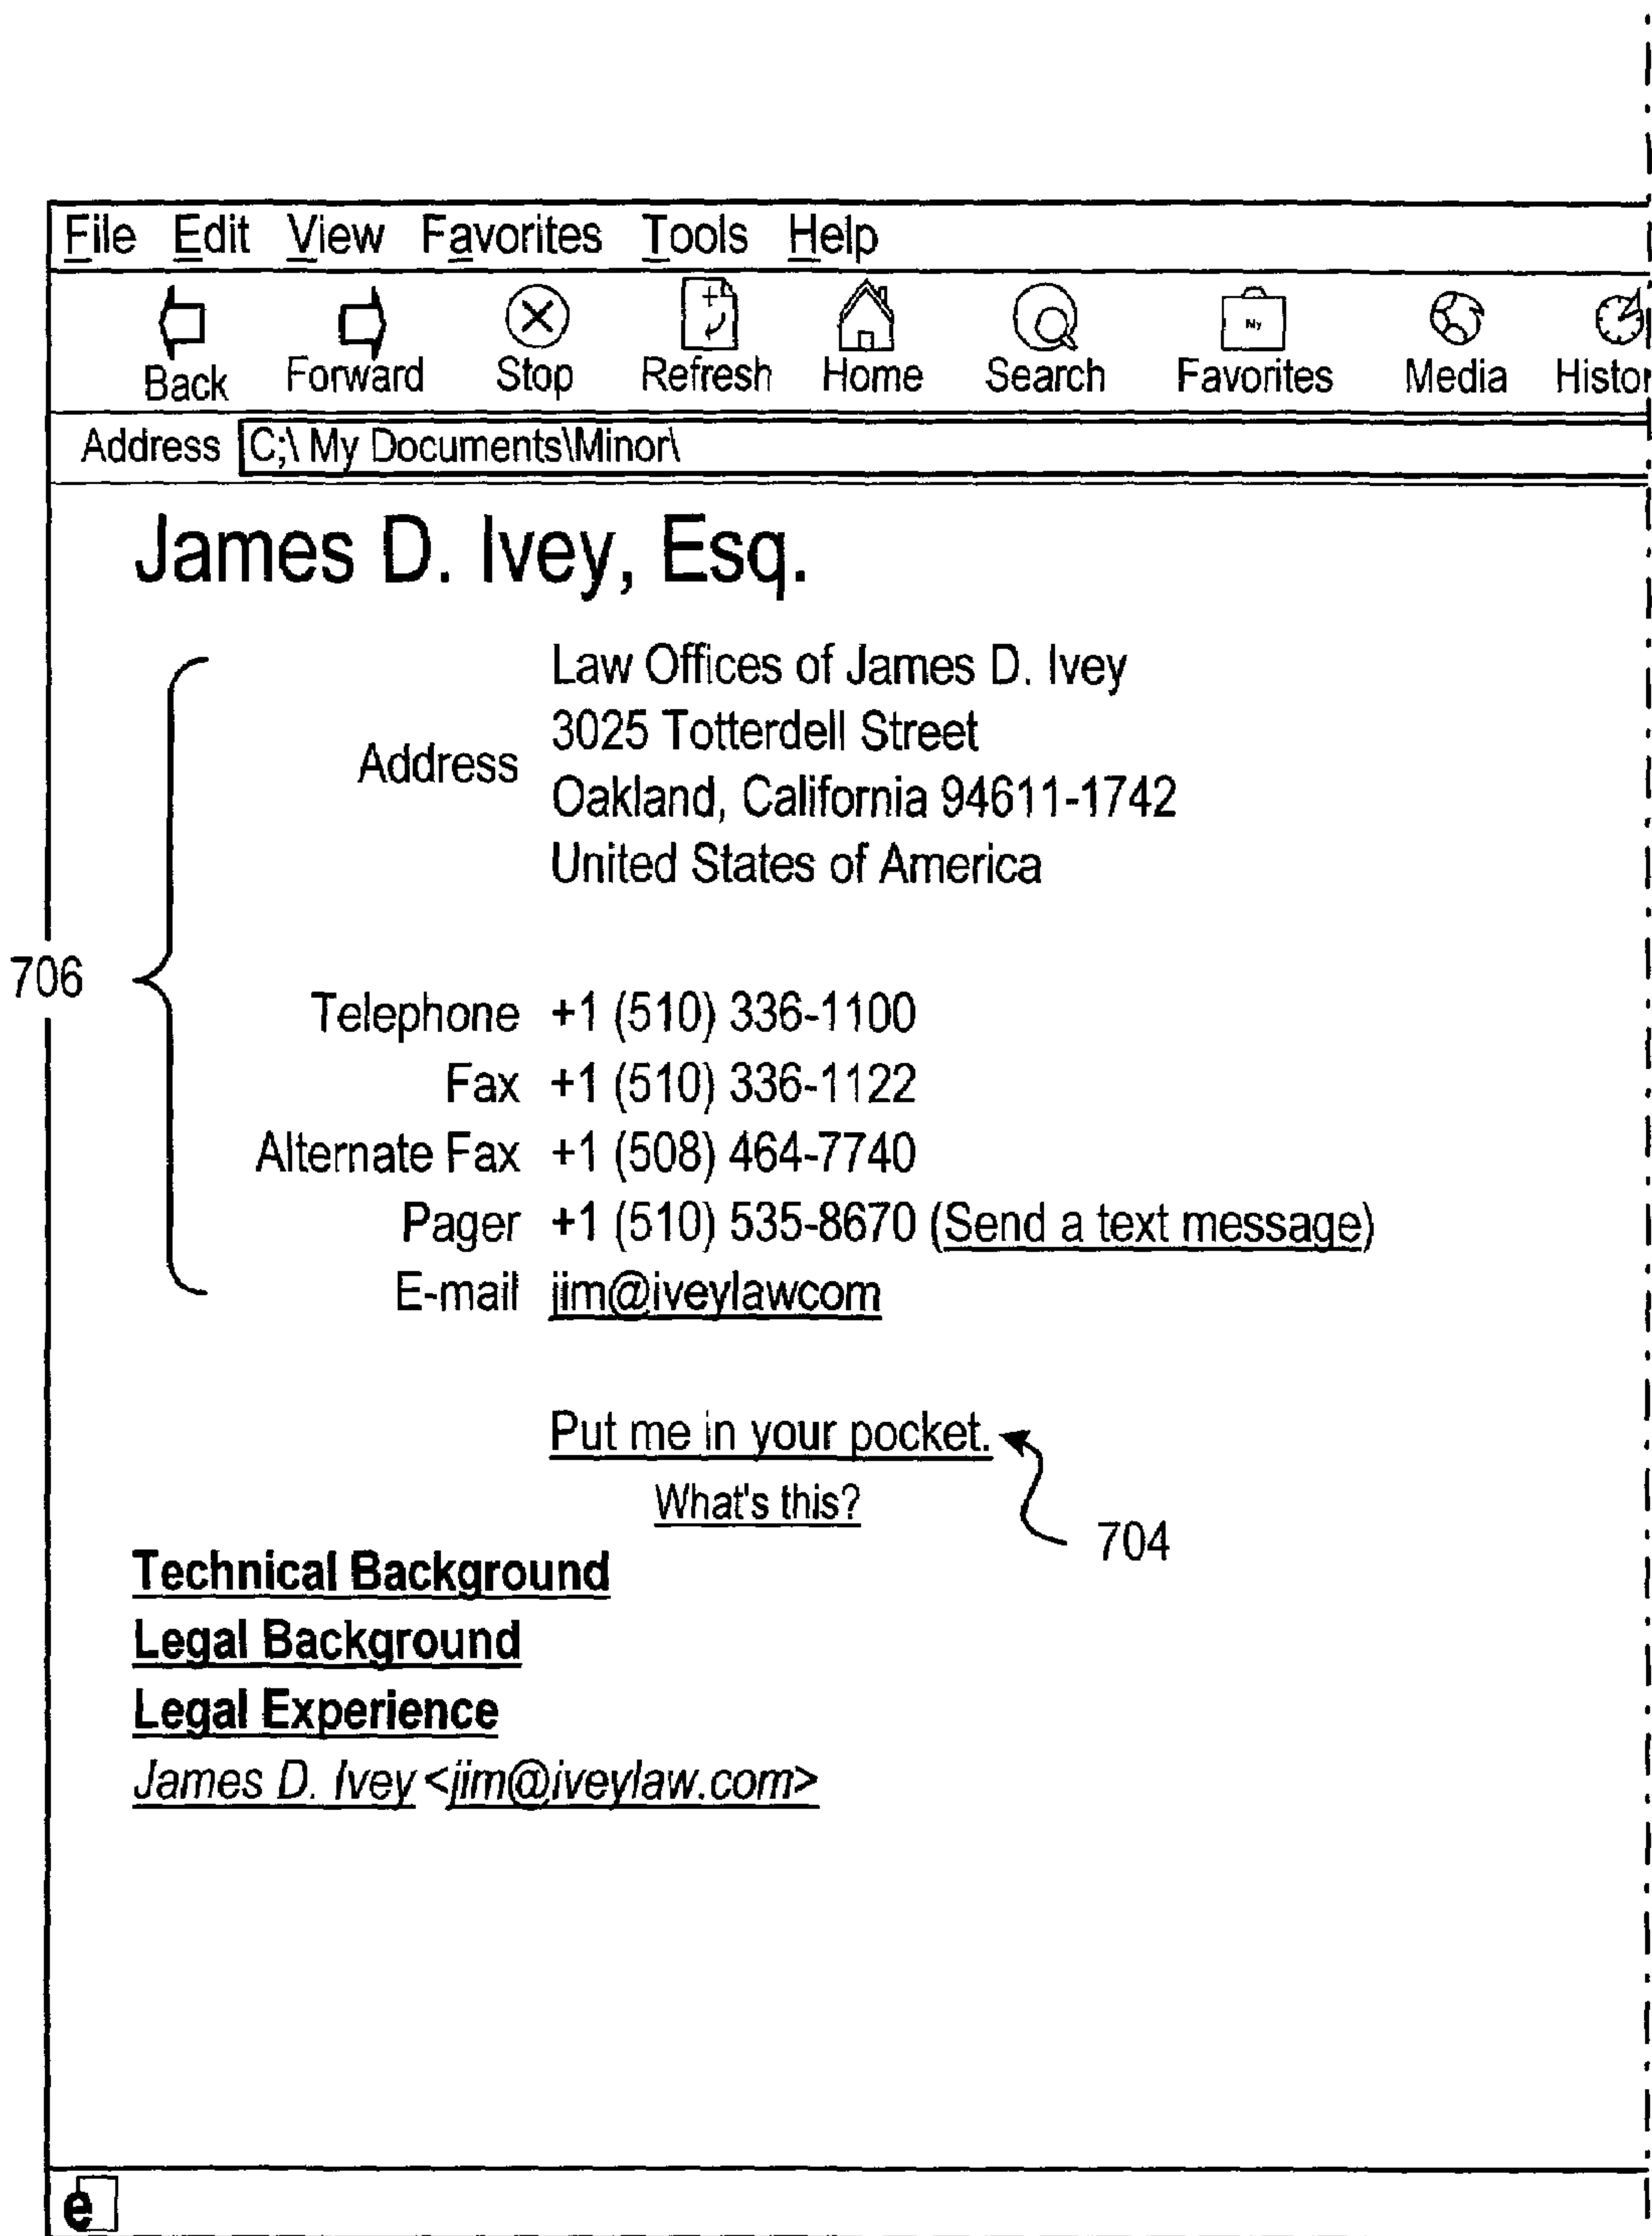 File Edit View Favorites Tools Help
My
Back Forward Stop Refresh Home Search Favorites Media Histor
Address C;\ My Documents\Minor\
James D. Ivey, Esq.
Law Offices of James D. Ivey
3025 Totterdell Street
Address
Oakland, California 94611-1742
United States of America
706
Telephone +1 (510) 336-1100
Fax +1 (510) 336-1122
Alternate Fax +1 (508) 464-7740
Pager +1 (510) 535-8670 (Send a text message)
E-mail jim@iveylawcom
Put me in your pocket.
What's this?
704
Technical Background
Legal Background
Legal Experience
James D. Ivey <jim@iveylaw.com>
e